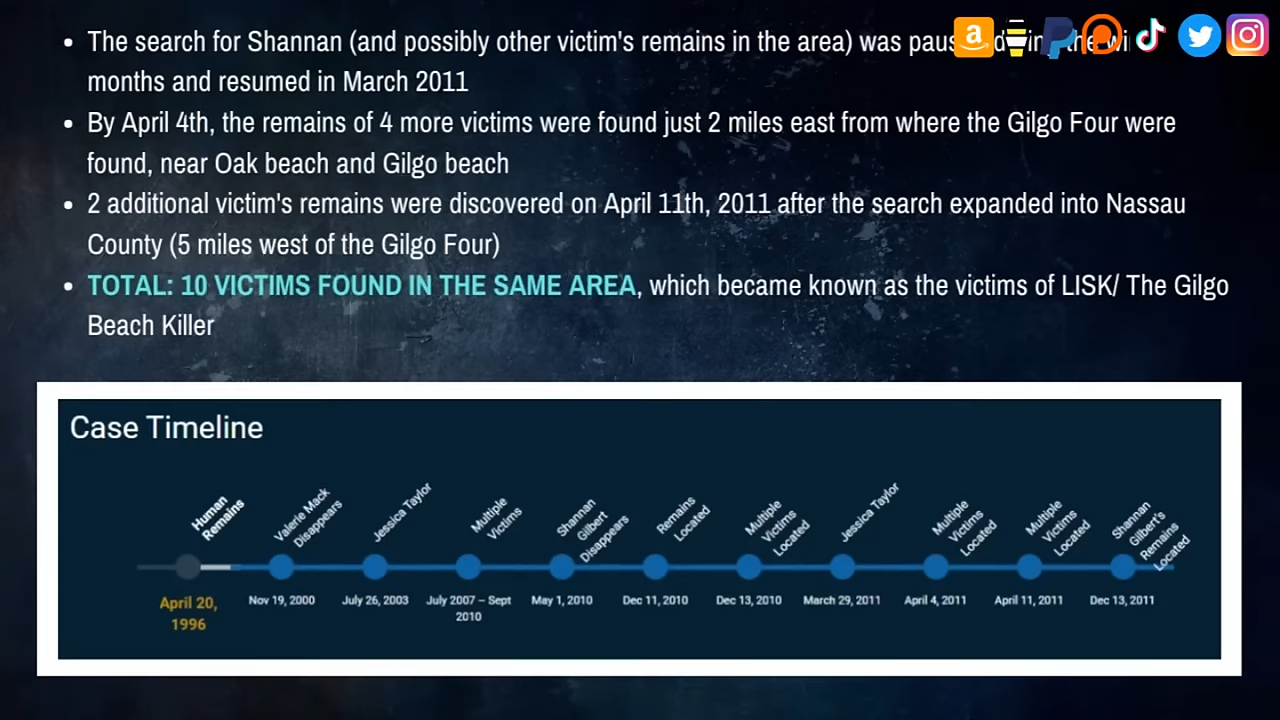 The search for Shannan (and possibly other victim's remains in the area) was
months and resumed in March 2011
By April 4th, the remains of 4 more victims were found just 2 miles east from where the Gilgo Four were
found, near Oak beach and Gilgo beach
2 additional victim's remains were discovered on April 11th, 2011 after the search expanded into Nassau
County (5 miles west of the Gilgo Four)
TOTAL: 10 VICTIMS FOUND IN THE SAME AREA, which became known as the victims of LISK/ The Gilgo
Beach Killer
Case Timeline
Human
Remains
Valerie Mack
Disappears
Jessica Taylor
Multiple
Victims
Shannan
Gilbert
Disappears
Remains
Located
Multiple
Victims
Located
Jessica Taylor
Multiple
Victims
Located
Multiple
Victims
Located
Shannan
Gilbert's
Remains
Located
April 20,
1996
Nov 19, 2000
July 26, 2003
July 2007 – Sept
2010
May 1, 2010
Dec 11, 2010
Dec 13, 2010
March 29, 2011
April 4, 2011
April 11, 2011
Dec 13, 2011